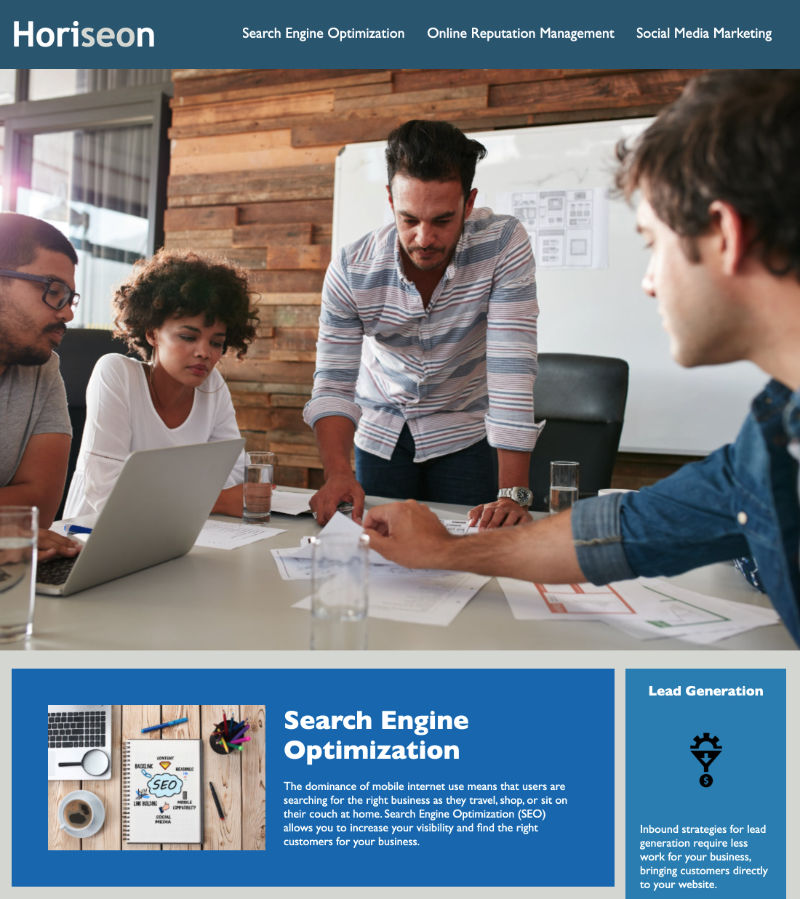 Horiseon
Search Engine Optimization
Online Reputation Management
Social Media Marketing
Search Engine
Optimization
The dominance of mobile internet use means that users are
searching for the right business as they travel, shop, or sit on
their couch at home. Search Engine Optimization (SEO)
allows you to increase your visibility and find the right
customers for your business.
CONTENT
BACKLINK
KEYWORDS
SEO
LINK BUILDING
MOBILE
COMPATIBILITY
SOCIAL
MEDIA
Lead Generation
$
Inbound strategies for lead
generation require less
work for your business,
bringing customers directly
to your website.